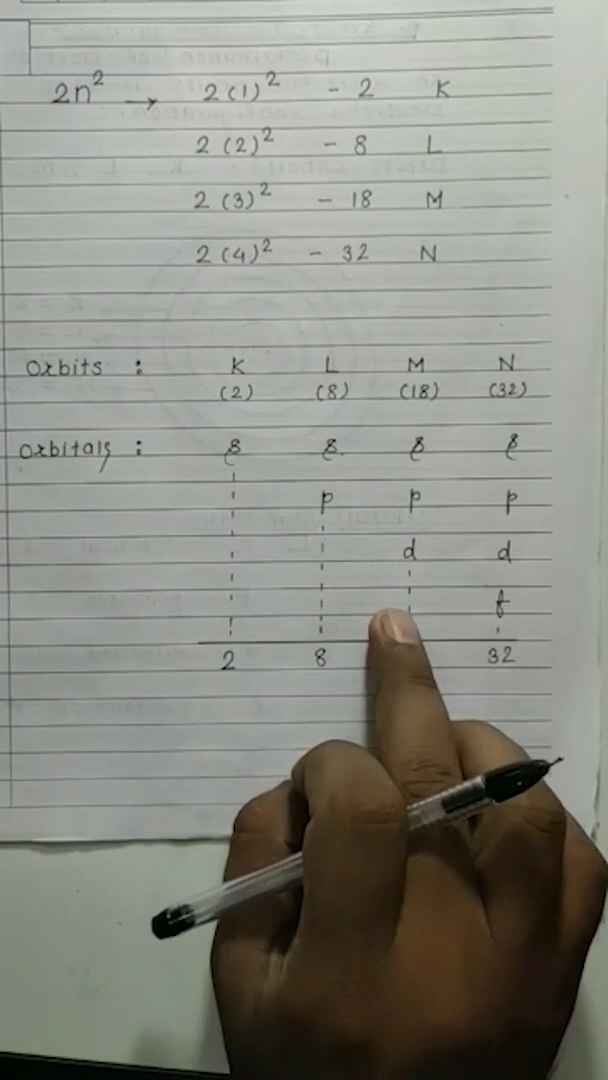 2n² → 2(1)² - 2 K
2(2)² - 8 L
2(3)² - 18 M
2(4)² - 32 N
Orbits : K L M N
(2) (8) (18) (32)
Orbitals : s s s s
p p p
d d
f
2 8 32